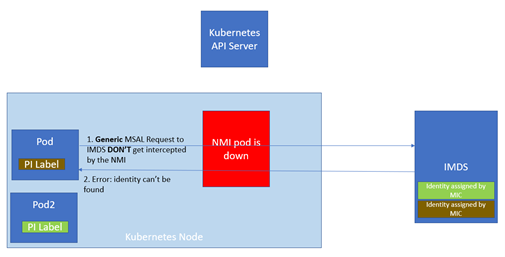 Kubernetes
API Server
Pod
PI Label
1. Generic MSAL Request to
IMDS DON'T get intercepted
by the NMI
2. Error: identity can't be
found
NMI pod is
down
IMDS
Identity assigned by
MIC
Identity assigned by
MIC
Pod2
PI Label
Kubernetes Node